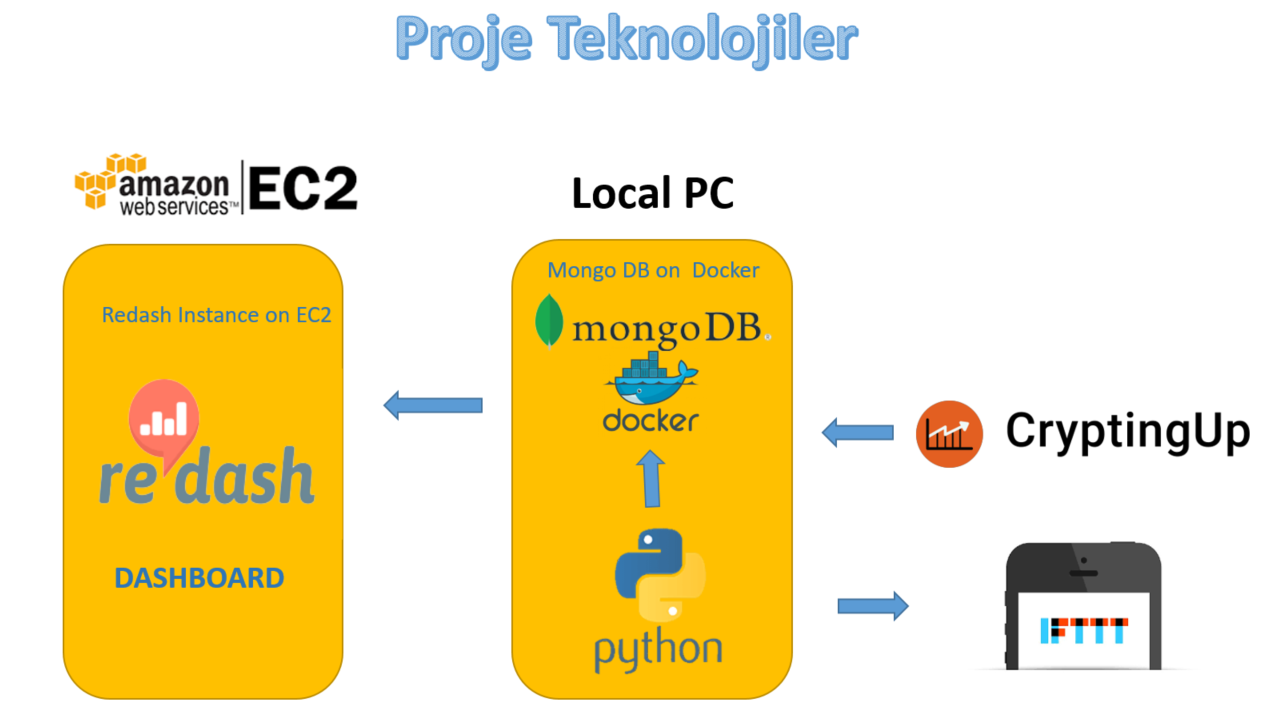 Proje Teknolojiler
amazon
web services™
EC2
Local PC
Redash Instance on EC2
redash
DASHBOARD
Mongo DB on  Docker
mongoDB®
docker
python
CryptingUp
IFTTT